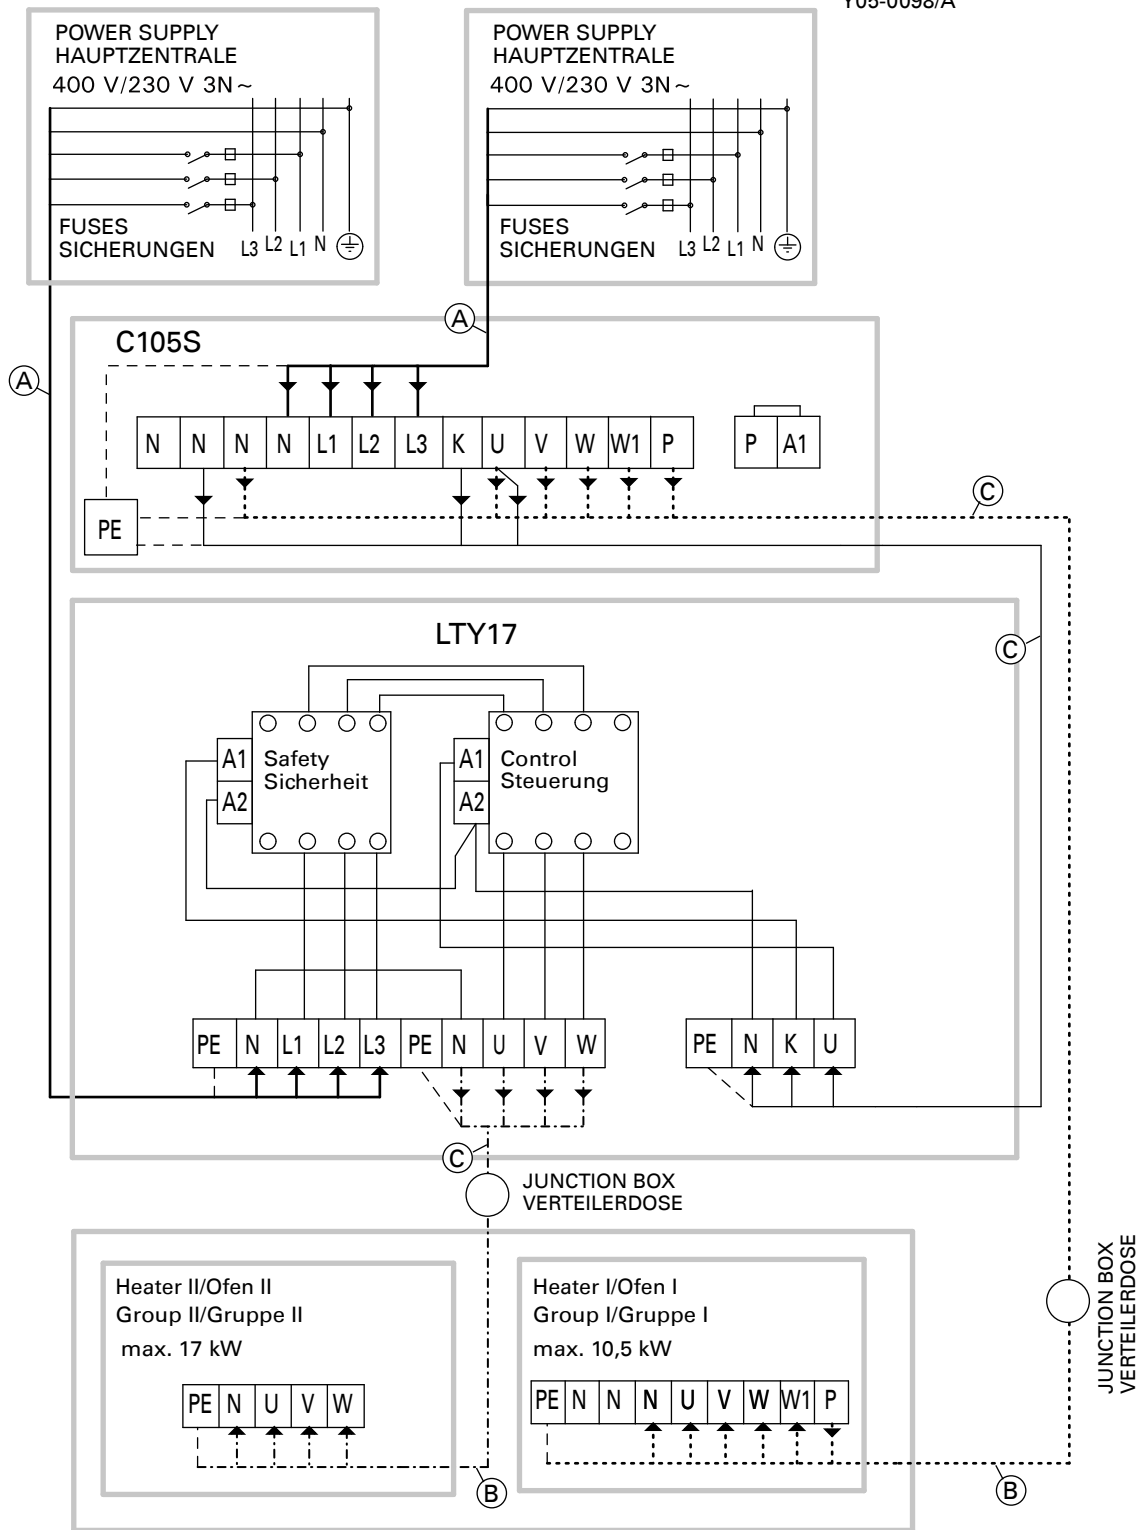 Y05-0098/A
POWER SUPPLY
HAUPTZENTRALE
400 V/230 V 3N~
FUSES
SICHERUNGEN
L3 L2 L1 N
POWER SUPPLY
HAUPTZENTRALE
400 V/230 V 3N~
FUSES
SICHERUNGEN
L3 L2 L1 N
A
A
C105S
N N N N L1 L2 L3 K U V W W1 P
P A1
PE
C
C
LTY17
A1
A2
Safety
Sicherheit
A1
A2
Control
Steuerung
PE N L1 L2 L3 PE N U V W
PE N K U
C
JUNCTION BOX
VERTEILERDOSE
JUNCTION BOX
VERTEILERDOSE
Heater II/Ofen II
Group II/Gruppe II
max. 17 kW
PE N U V W
B
Heater I/Ofen I
Group I/Gruppe I
max. 10,5 kW
PE N N N U V W W1 P
B